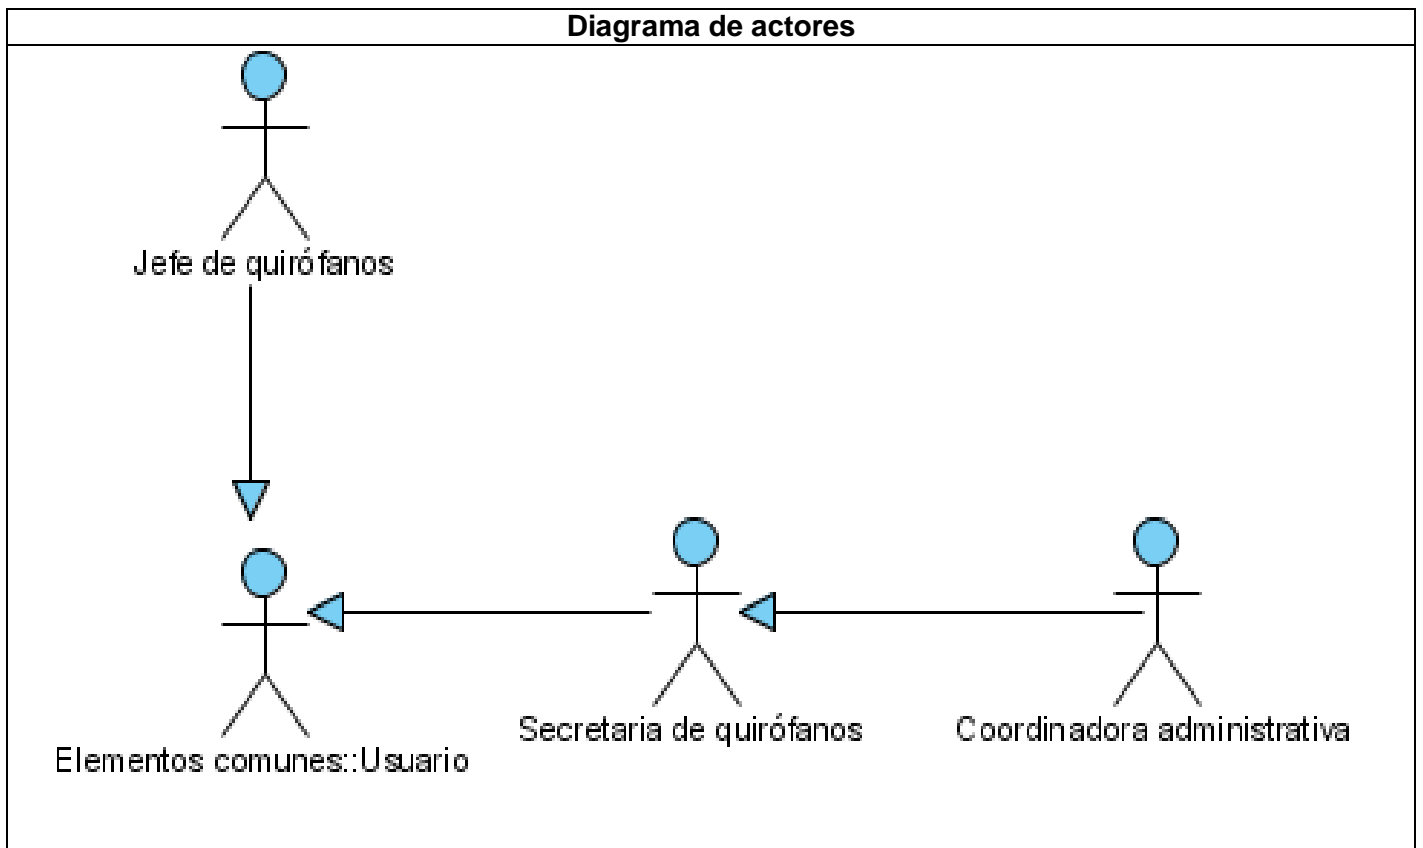 Diagrama de actores
Jefe de quirófanos
Secretaria de quirófanos
Coordinadora administrativa
Elementos comunes::Usuario